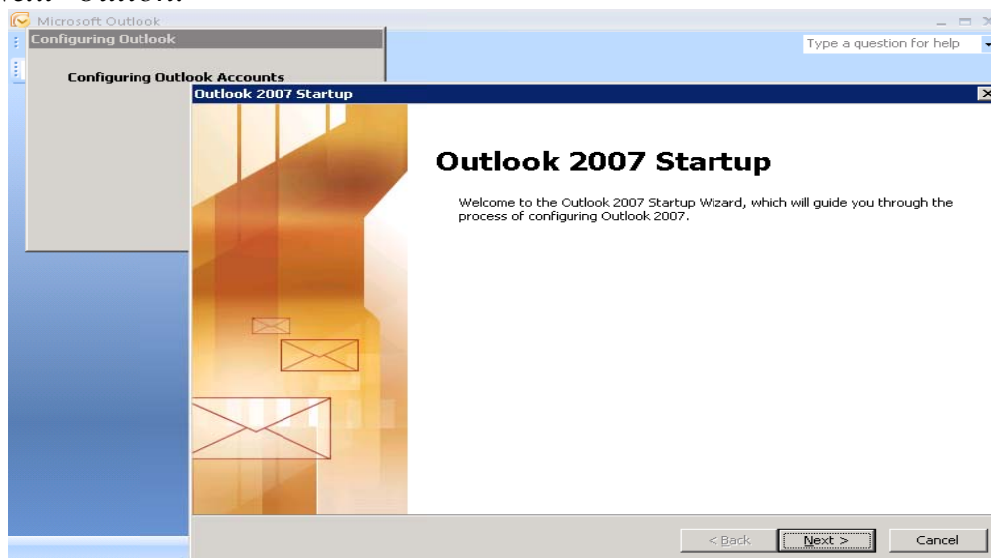 Microsoft Outlook
Configuring Outlook
Type a question for help
Configuring Outlook Accounts
Outlook 2007 Startup
Outlook 2007 Startup
Welcome to the Outlook 2007 Startup Wizard, which will guide you through the
process of configuring Outlook 2007.
< Back
Next >
Cancel